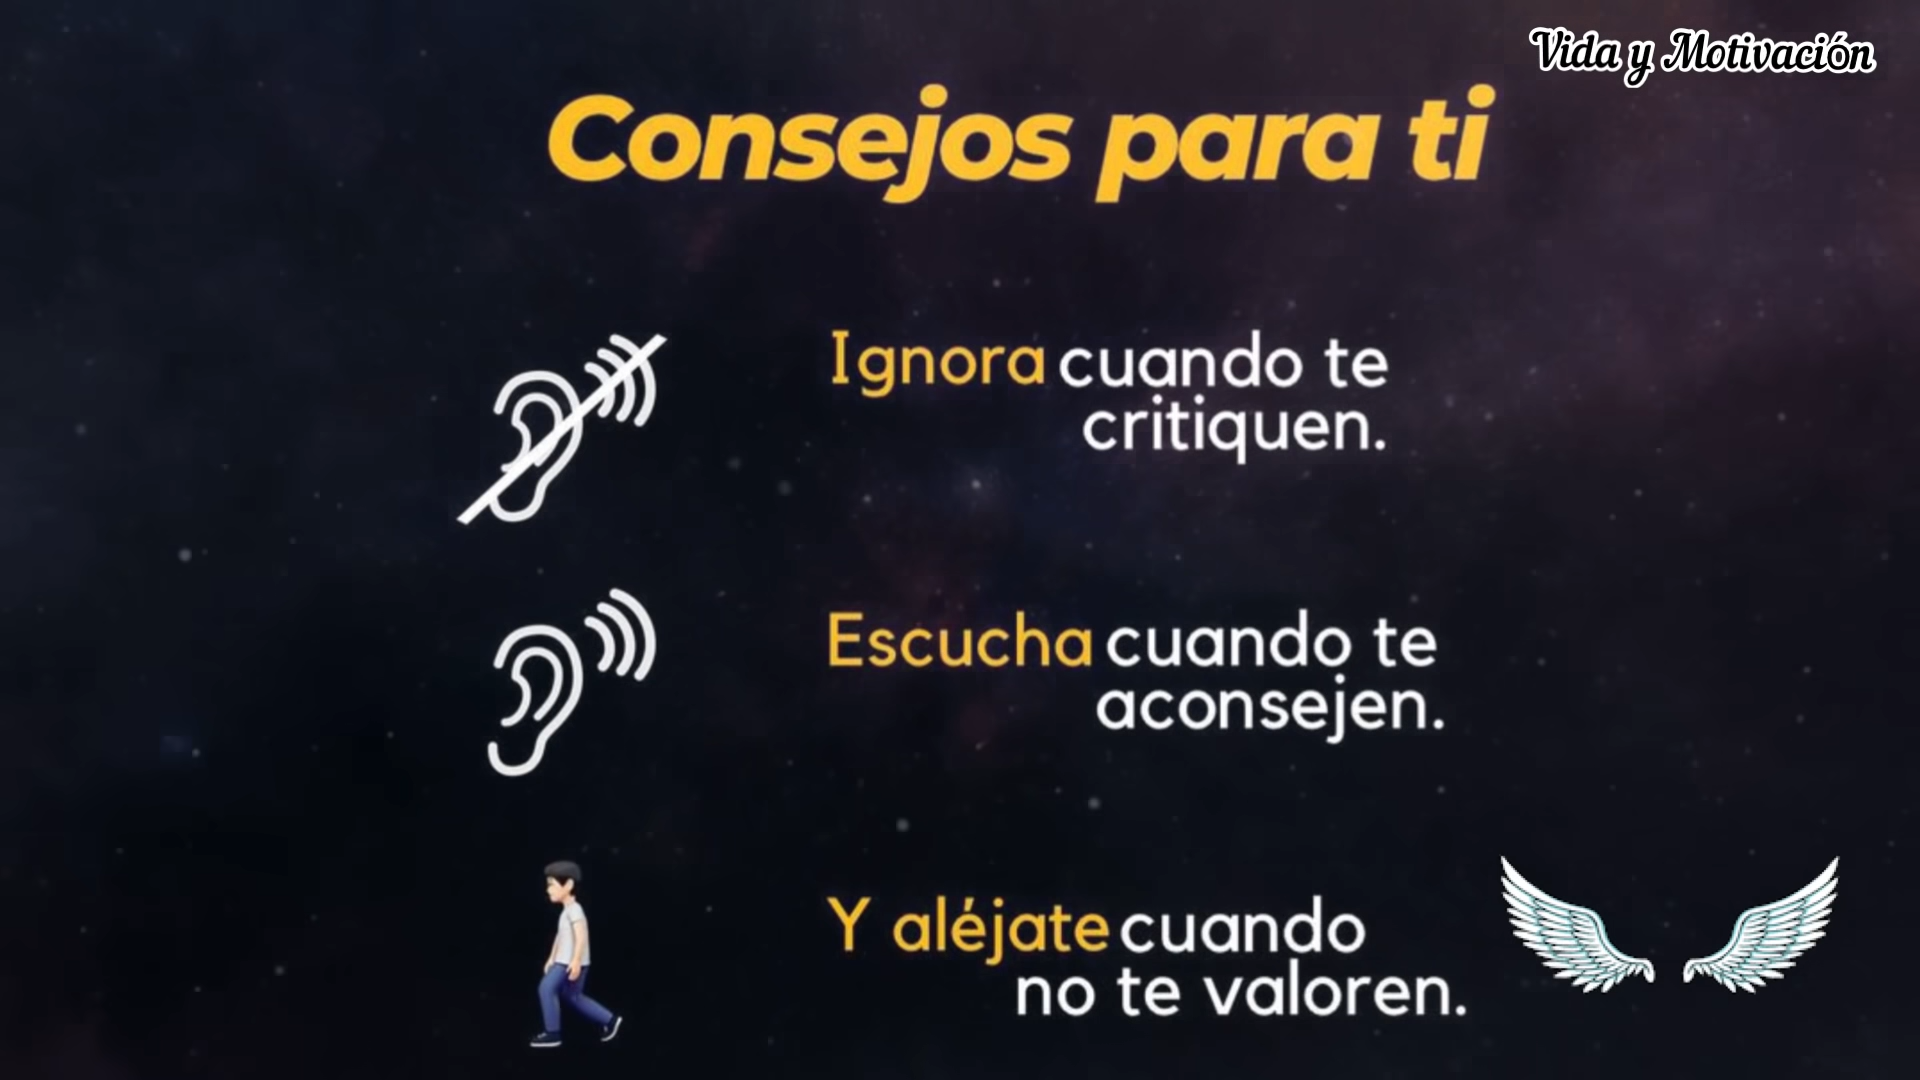 Vida y Motivación
Consejos para ti
Ignora cuando te
critiquen.
Escucha cuando te
aconsejen.
Y aléjate cuando
no te valoren.